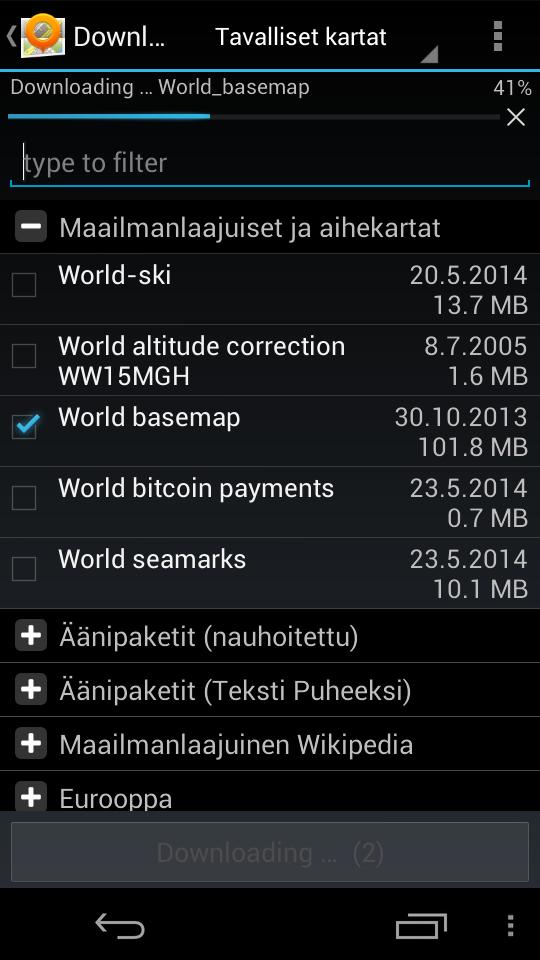 Downl... Tavalliset kartat
Downloading ... World_basemap 41%
type to filter
Maailmanlaajuiset ja aihekartat
World-ski 20.5.2014
13.7 MB
World altitude correction 8.7.2005
WW15MGH 1.6 MB
World basemap 30.10.2013
101.8 MB
World bitcoin payments 23.5.2014
0.7 MB
World seamarks 23.5.2014
10.1 MB
Äänipaketit (nauhoitettu)
Äänipaketit (Teksti Puheeksi)
Maailmanlaajuinen Wikipedia
Eurooppa
Downloading ... (2)